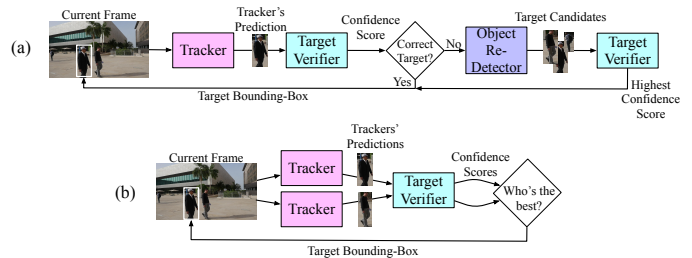 Current Frame
Tracker's
Prediction
Confidence
Score
Target Candidates
(a)
Tracker
Target
Verifier
Correct
Target?
No
Object
Re-
Detector
Target
Verifier
Yes
Target Bounding-Box
Highest
Confidence
Score
Trackers'
Predictions
Current Frame
Confidence
Scores
(b)
Tracker
Tracker
Target
Verifier
Who's the
best?
Target Bounding-Box